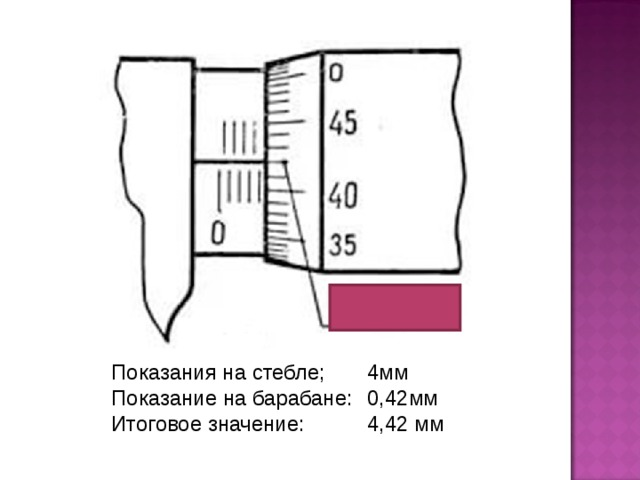 0
45
40
0
35
Показания на стебле; 4мм
Показание на барабане: 0,42мм
Итоговое значение: 4,42 мм